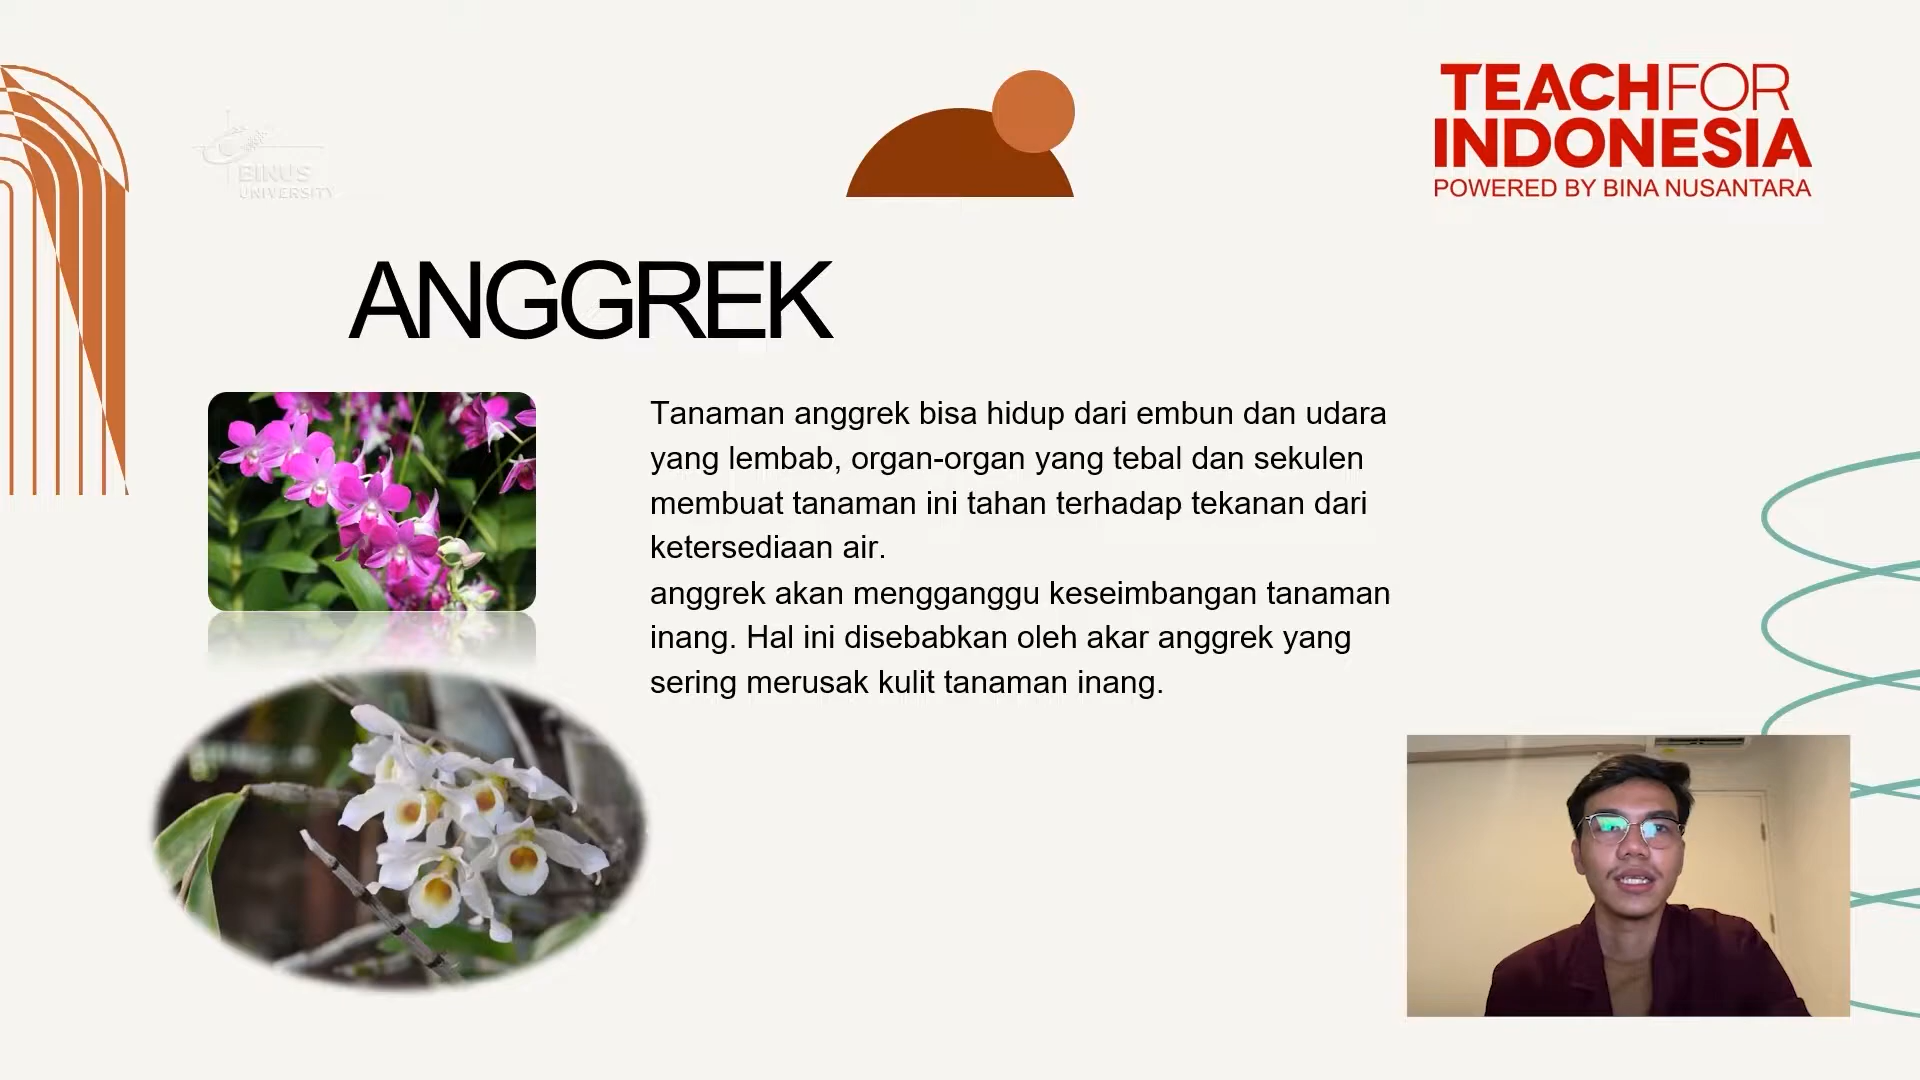 BINUS
UNIVERSITY
TEACHFOR
INDONESIA
POWERED BY BINA NUSANTARA
ANGGREK
Tanaman anggrek bisa hidup dari embun dan udara
yang lembab, organ-organ yang tebal dan sekulen
membuat tanaman ini tahan terhadap tekanan dari
ketersediaan air.
anggrek akan mengganggu keseimbangan tanaman
inang. Hal ini disebabkan oleh akar anggrek yang
sering merusak kulit tanaman inang.